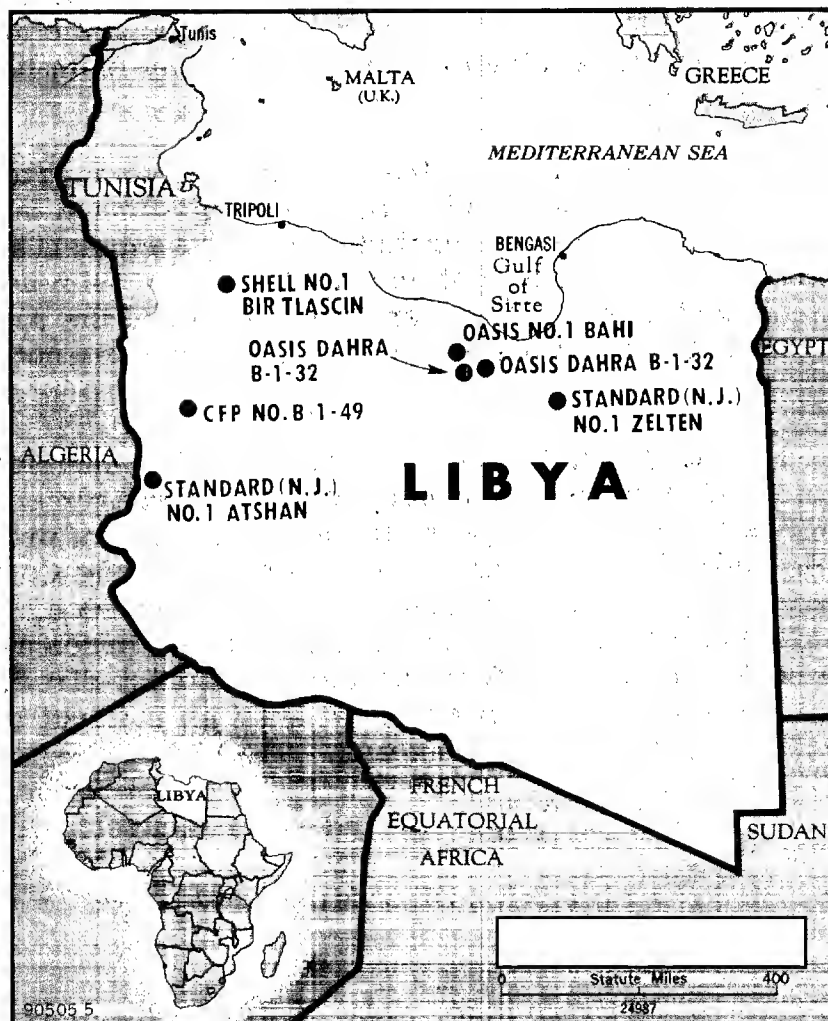 Tunis
MALTA
(U.K.)
GREECE
MEDITERRANEAN SEA
TUNISIA
TRIPOLI
BENGASI
Gulf
of
Sirte
SHELL NO.1
BIR TLASCIN
OASIS NO.1 BAHI
OASIS DAHRA
B-1-32
OASIS DAHRA B-1-32
EGYPT
STANDARD (N.J.)
NO.1 ZELTEN
CFP NO.B 1-49
ALGERIA
STANDARD (N.J.)
NO.1 ATSHAN
LIBYA
LIBYA
FRENCH
EQUATORIAL
AFRICA
SUDAN
0 Statute Miles 400
24987
90505 5